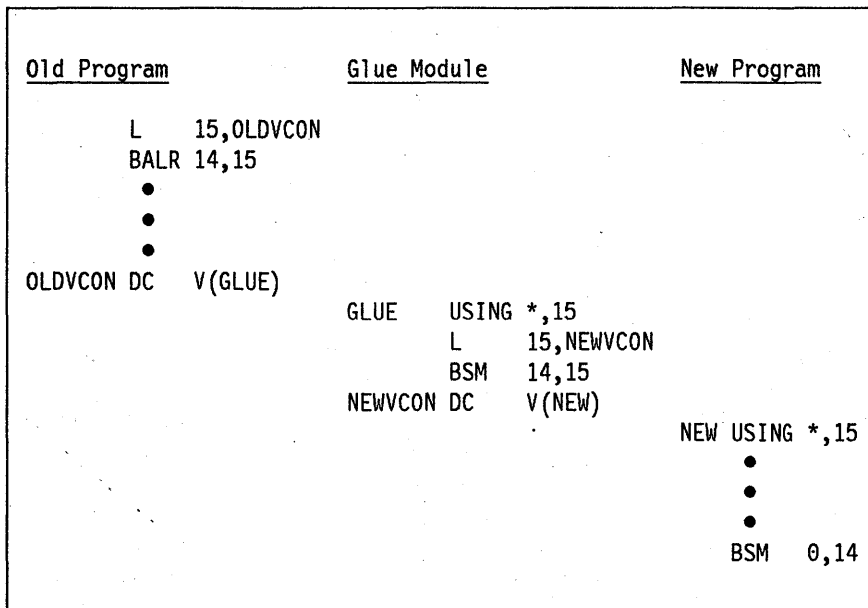 Old Program Glue Module New Program
L 15,OLDVCON
BALR 14,15
●
●
●
OLDVCON DC V(GLUE)
GLUE USING *,15
L 15,NEWVCON
BSM 14,15
NEWVCON DC V(NEW)
NEW USING *,15
●
●
●
BSM 0,14